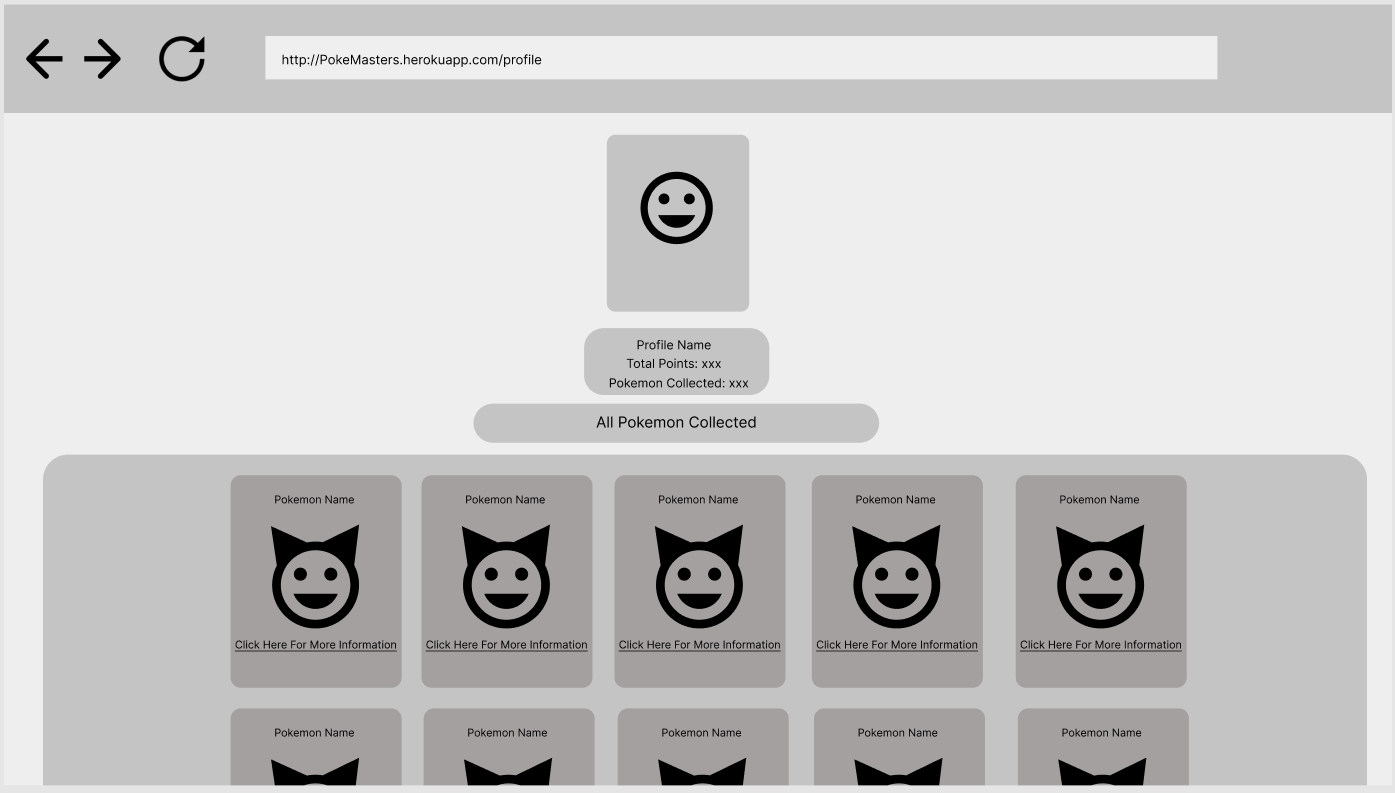 http://PokeMasters.herokuapp.com/profile
Profile Name
Total Points: xxx
Pokemon Collected: xxx
All Pokemon Collected
Pokemon Name
Pokemon Name
Pokemon Name
Pokemon Name
Pokemon Name
Click Here For More Information
Click Here For More Information
Click Here For More Information
Click Here For More Information
Click Here For More Information
Pokemon Name
Pokemon Name
Pokemon Name
Pokemon Name
Pokemon Name